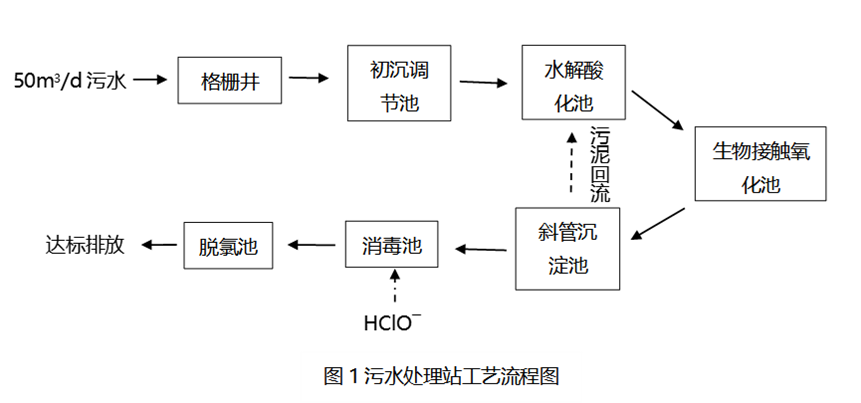 50m³/d 污水
格栅井
初沉调
节池
水解酸
化池
生物接触氧
化池
污泥回流
斜管沉
淀池
消毒池
脱氯池
达标排放
HClO⁻
图 1 污水处理站工艺流程图